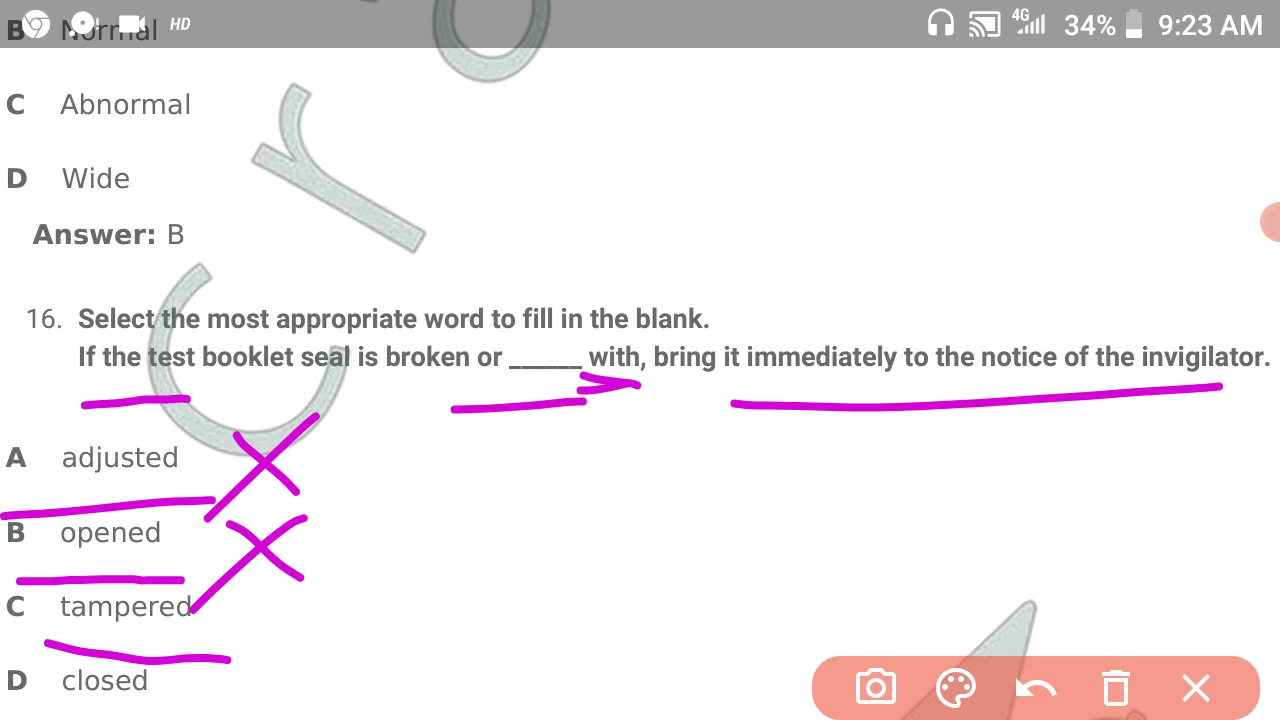 HD 4G 34% 9:23 AM
B Normal
C Abnormal
D Wide
Answer: B
16. Select the most appropriate word to fill in the blank.
If the test booklet seal is broken or ______ with, bring it immediately to the notice of the invigilator.
A adjusted
B opened
C tampered
D closed